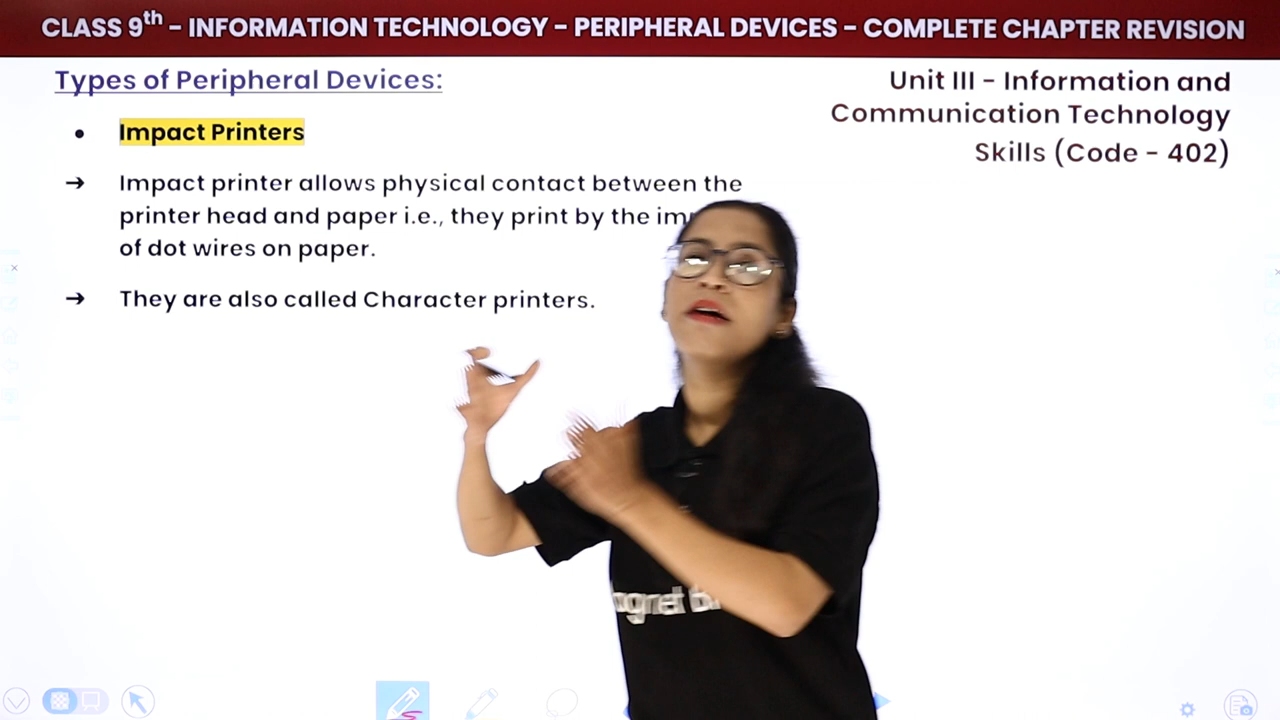 CLASS 9th - INFORMATION TECHNOLOGY - PERIPHERAL DEVICES - COMPLETE CHAPTER REVISION
Types of Peripheral Devices:
Unit III - Information and
Communication Technology
Skills (Code - 402)
• Impact Printers
→ Impact printer allows physical contact between the
printer head and paper i.e., they print by the
of dot wires on paper.
→ They are also called Character printers.